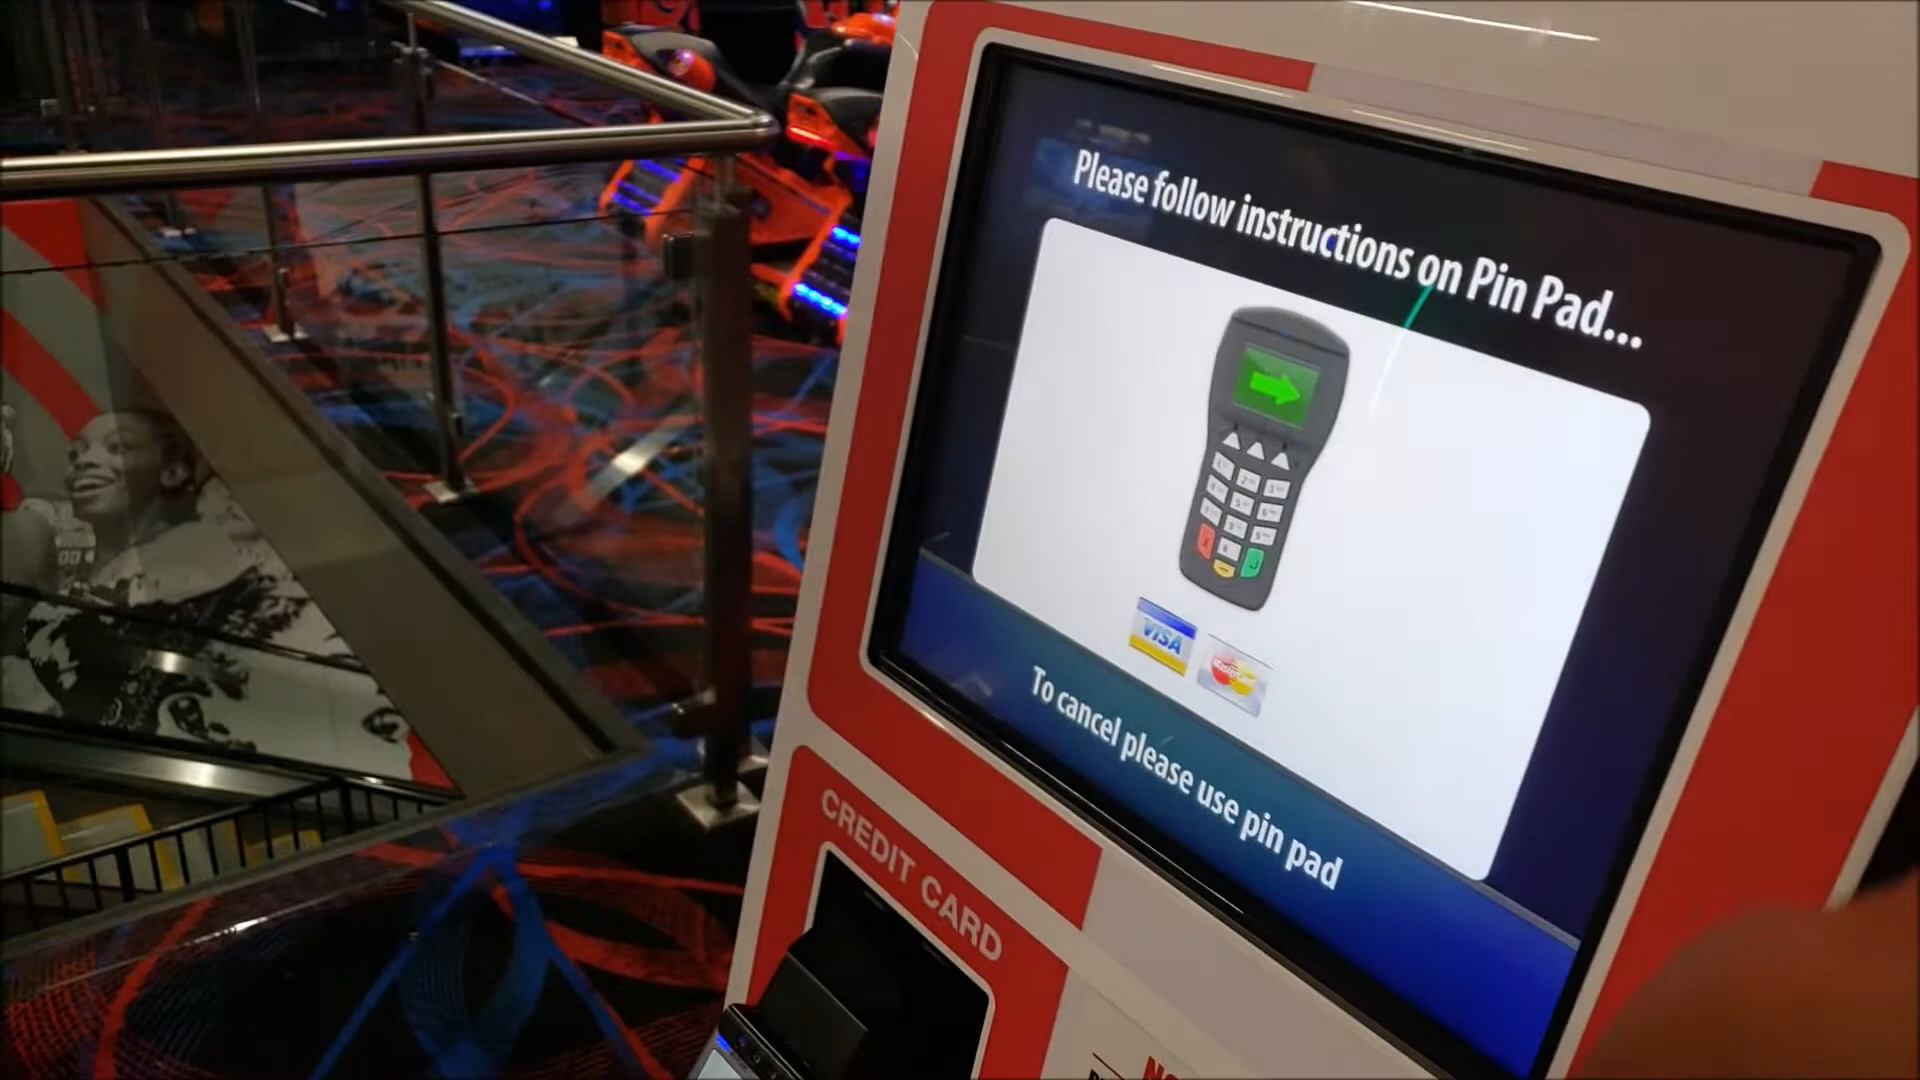 Please follow instructions on Pin Pad...
VISA
To cancel please use pin pad
CREDIT CARD